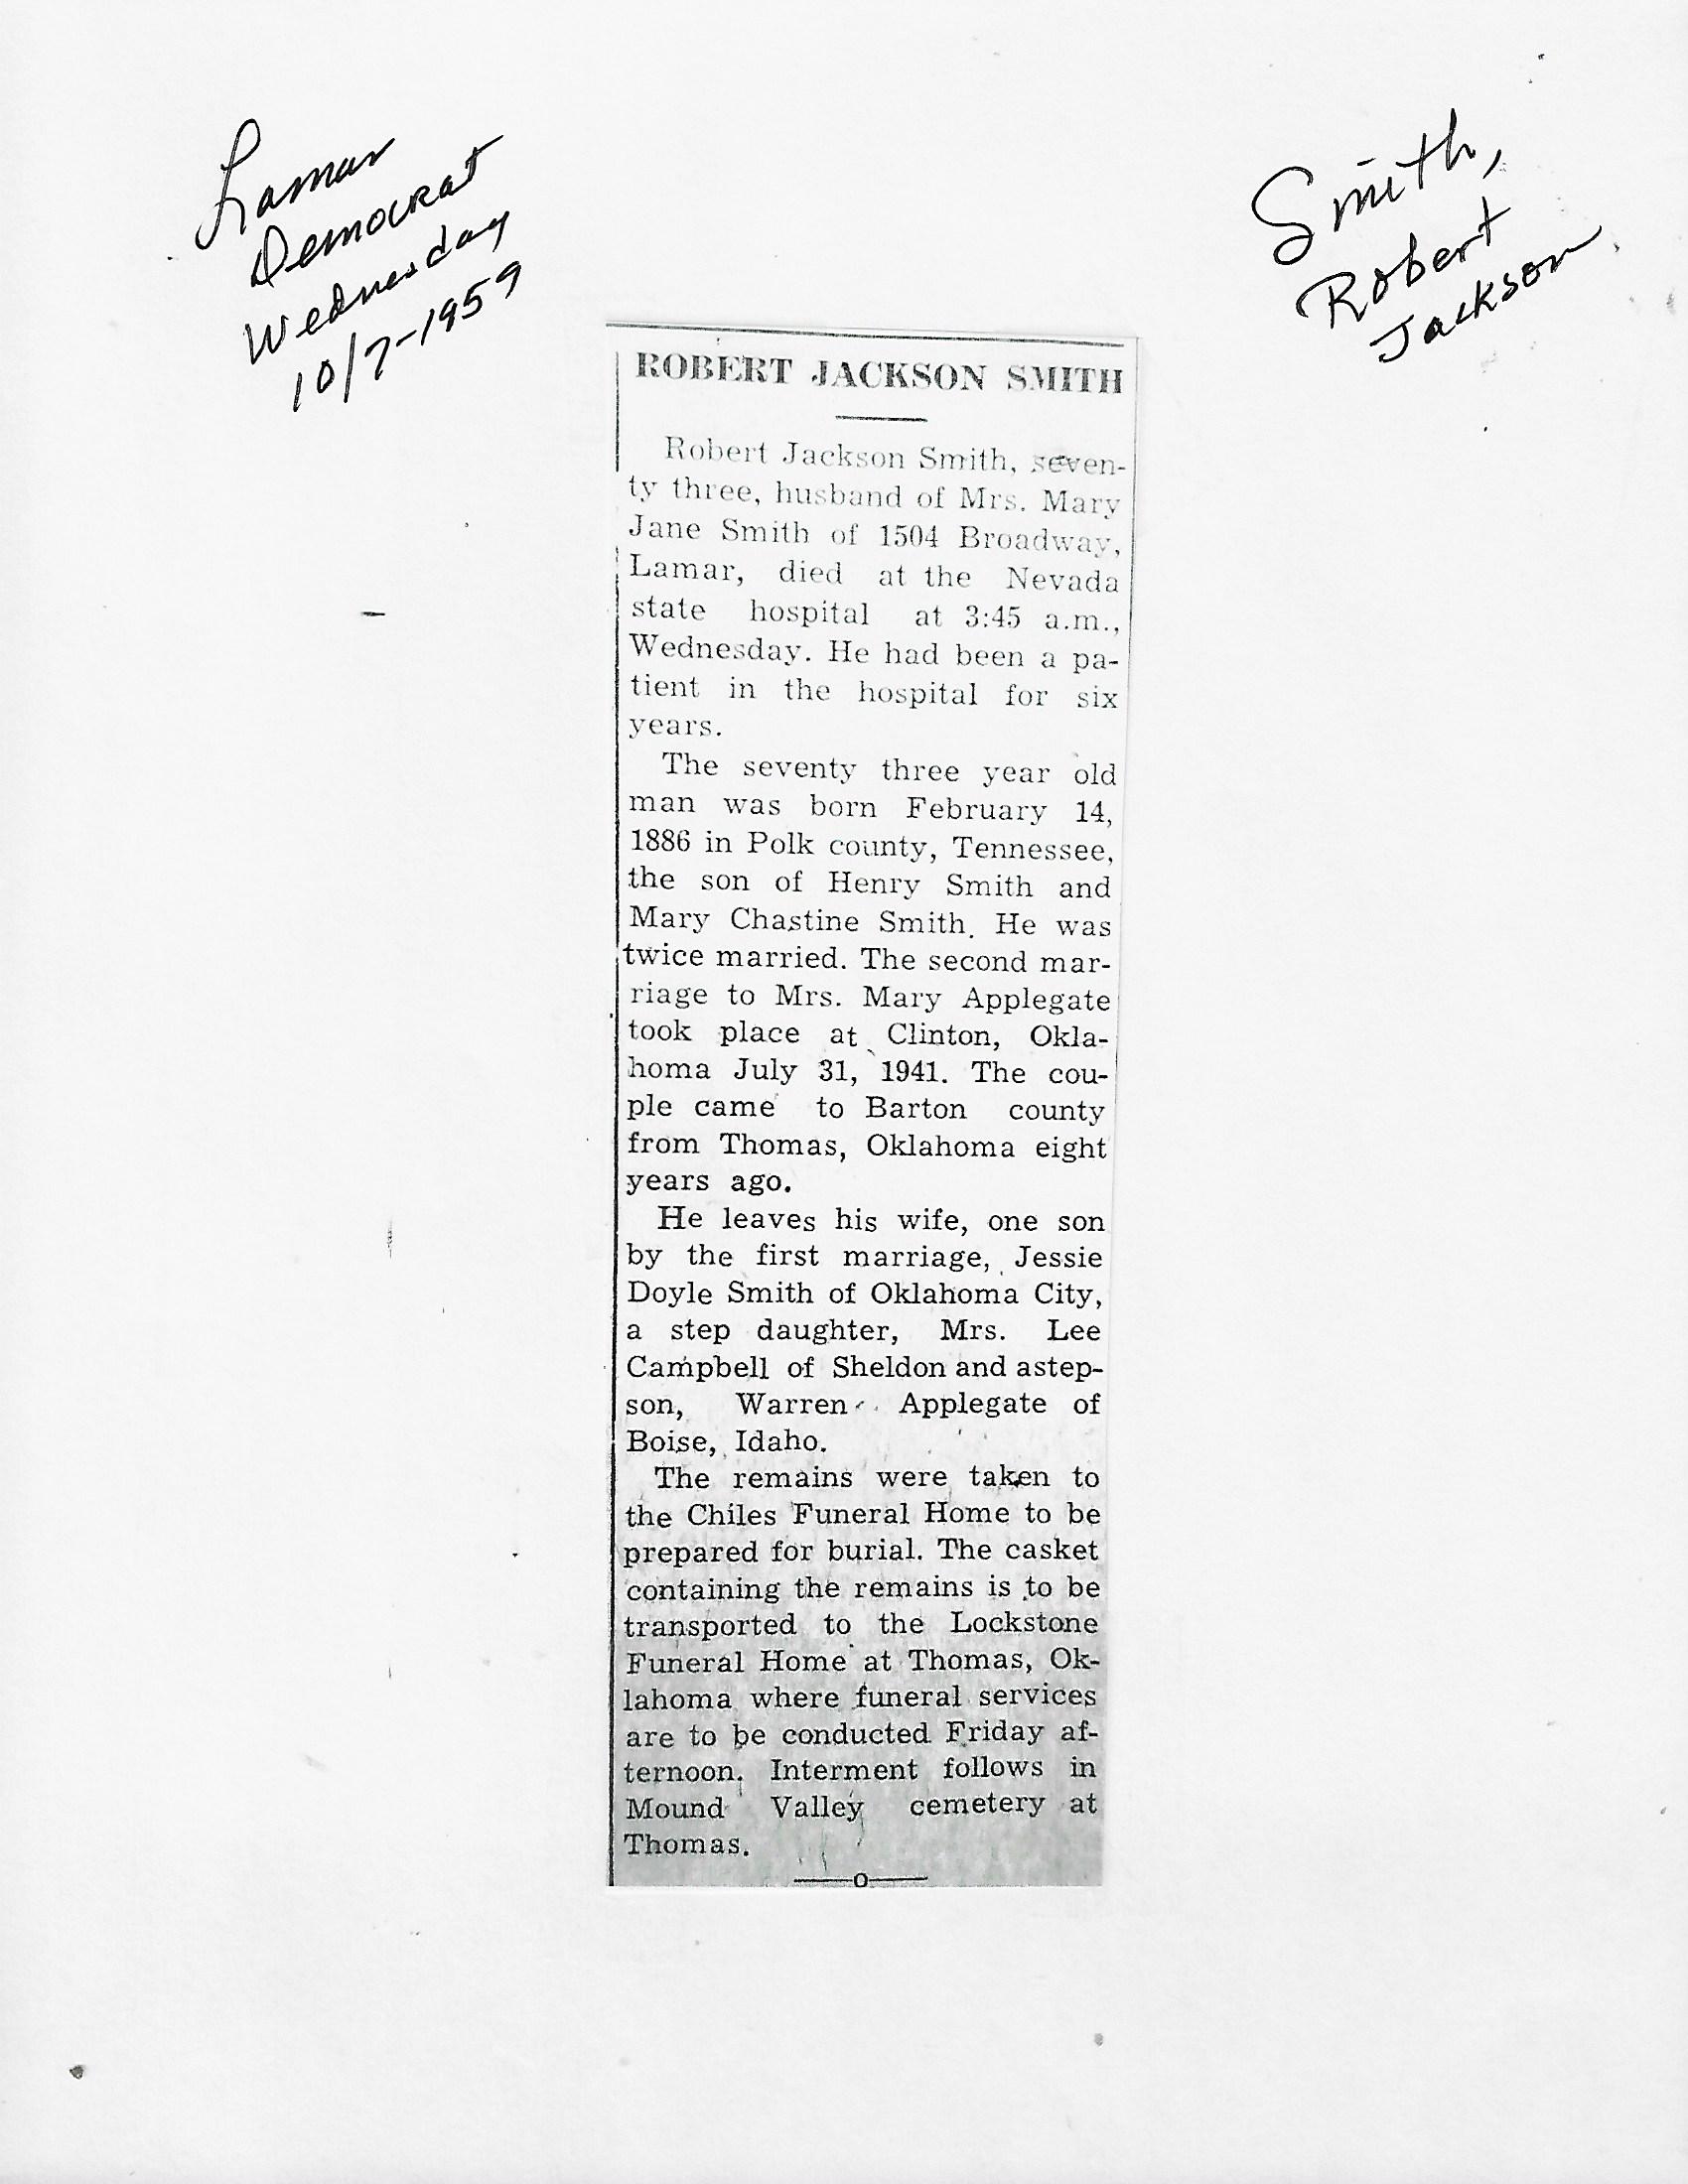 Lamar
Democrat
Wednesday
10/7-1959
Smith,
Robert
Jackson
ROBERT JACKSON SMITH
Robert Jackson Smith, seven-
ty three, husband of Mrs. Mary
Jane Smith of 1504 Broadway,
Lamar, died at the Nevada
state hospital at 3:45 a.m.,
Wednesday. He had been a pa-
tient in the hospital for six
years.
The seventy three year old
man was born February 14,
1886 in Polk county, Tennessee,
the son of Henry Smith and
Mary Chastine Smith. He was
twice married. The second mar-
riage to Mrs. Mary Applegate
took place at Clinton, Okla-
homa July 31, 1941. The cou-
ple came to Barton county
from Thomas, Oklahoma eight
years ago.
He leaves his wife, one son
by the first marriage, Jessie
Doyle Smith of Oklahoma City,
a step daughter, Mrs. Lee
Campbell of Sheldon and astep-
son, Warren Applegate of
Boise, Idaho.
The remains were taken to
the Chiles Funeral Home to be
prepared for burial. The casket
containing the remains is to be
transported to the Lockstone
Funeral Home at Thomas, Ok-
lahoma where funeral services
are to be conducted Friday af-
ternoon. Interment follows in
Mound Valley cemetery at
Thomas.
——o——